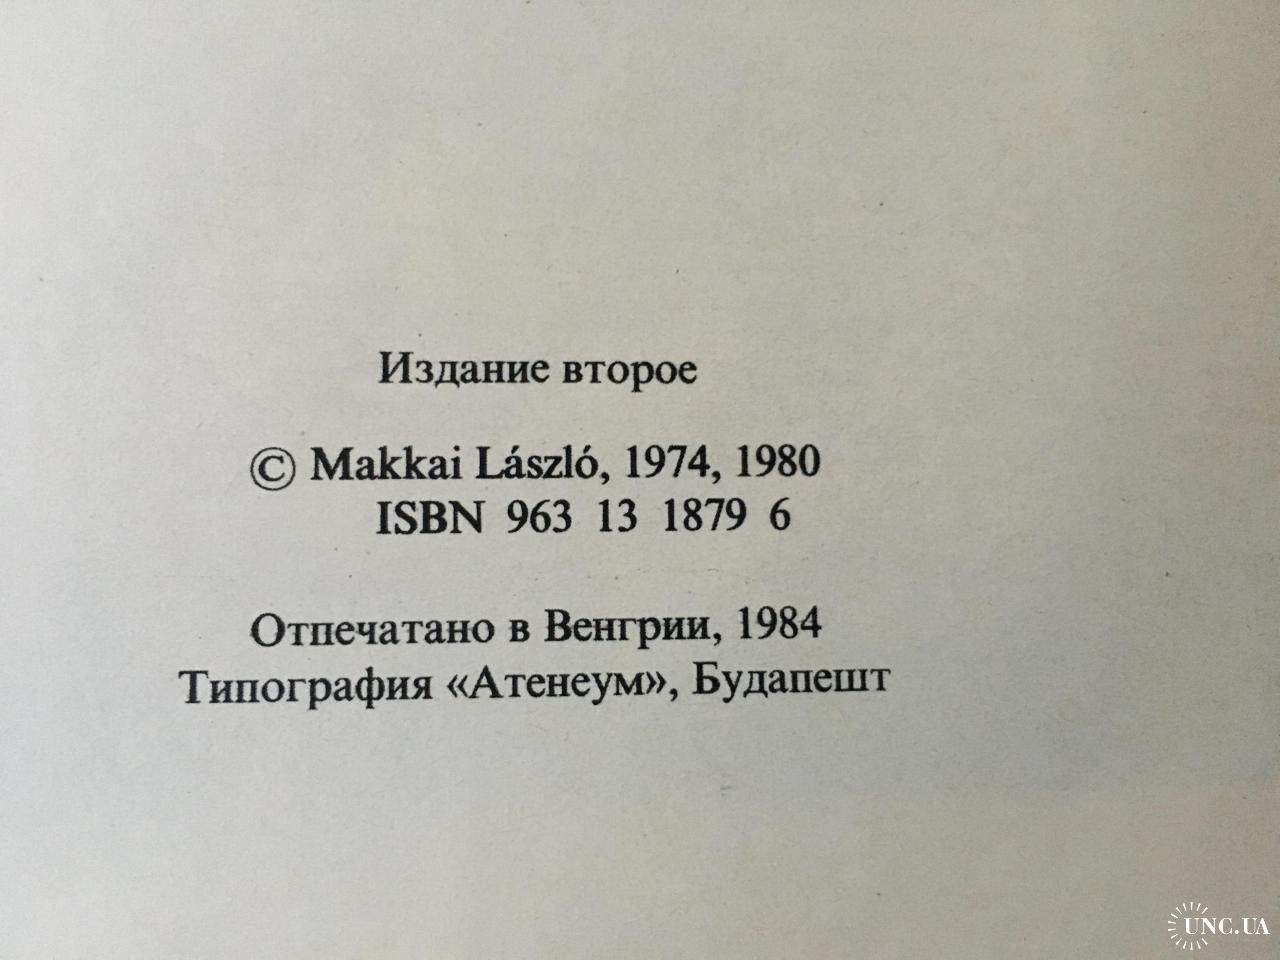 Издание второе
© Makkai László, 1974, 1980
ISBN 963 13 1879 6
Отпечатано в Венгрии, 1984
Типография «Атенеум», Будапешт
UNC.UA